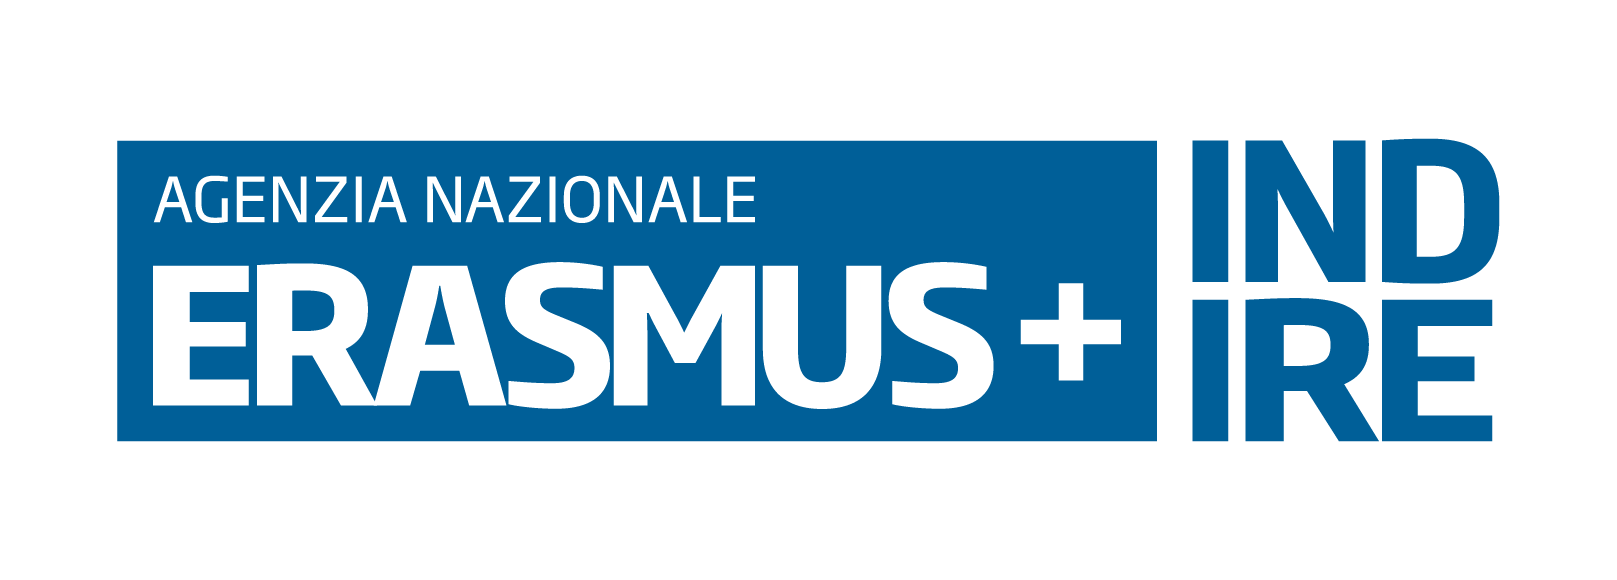 AGENZIA NAZIONALE
ERASMUS+
IND
IRE